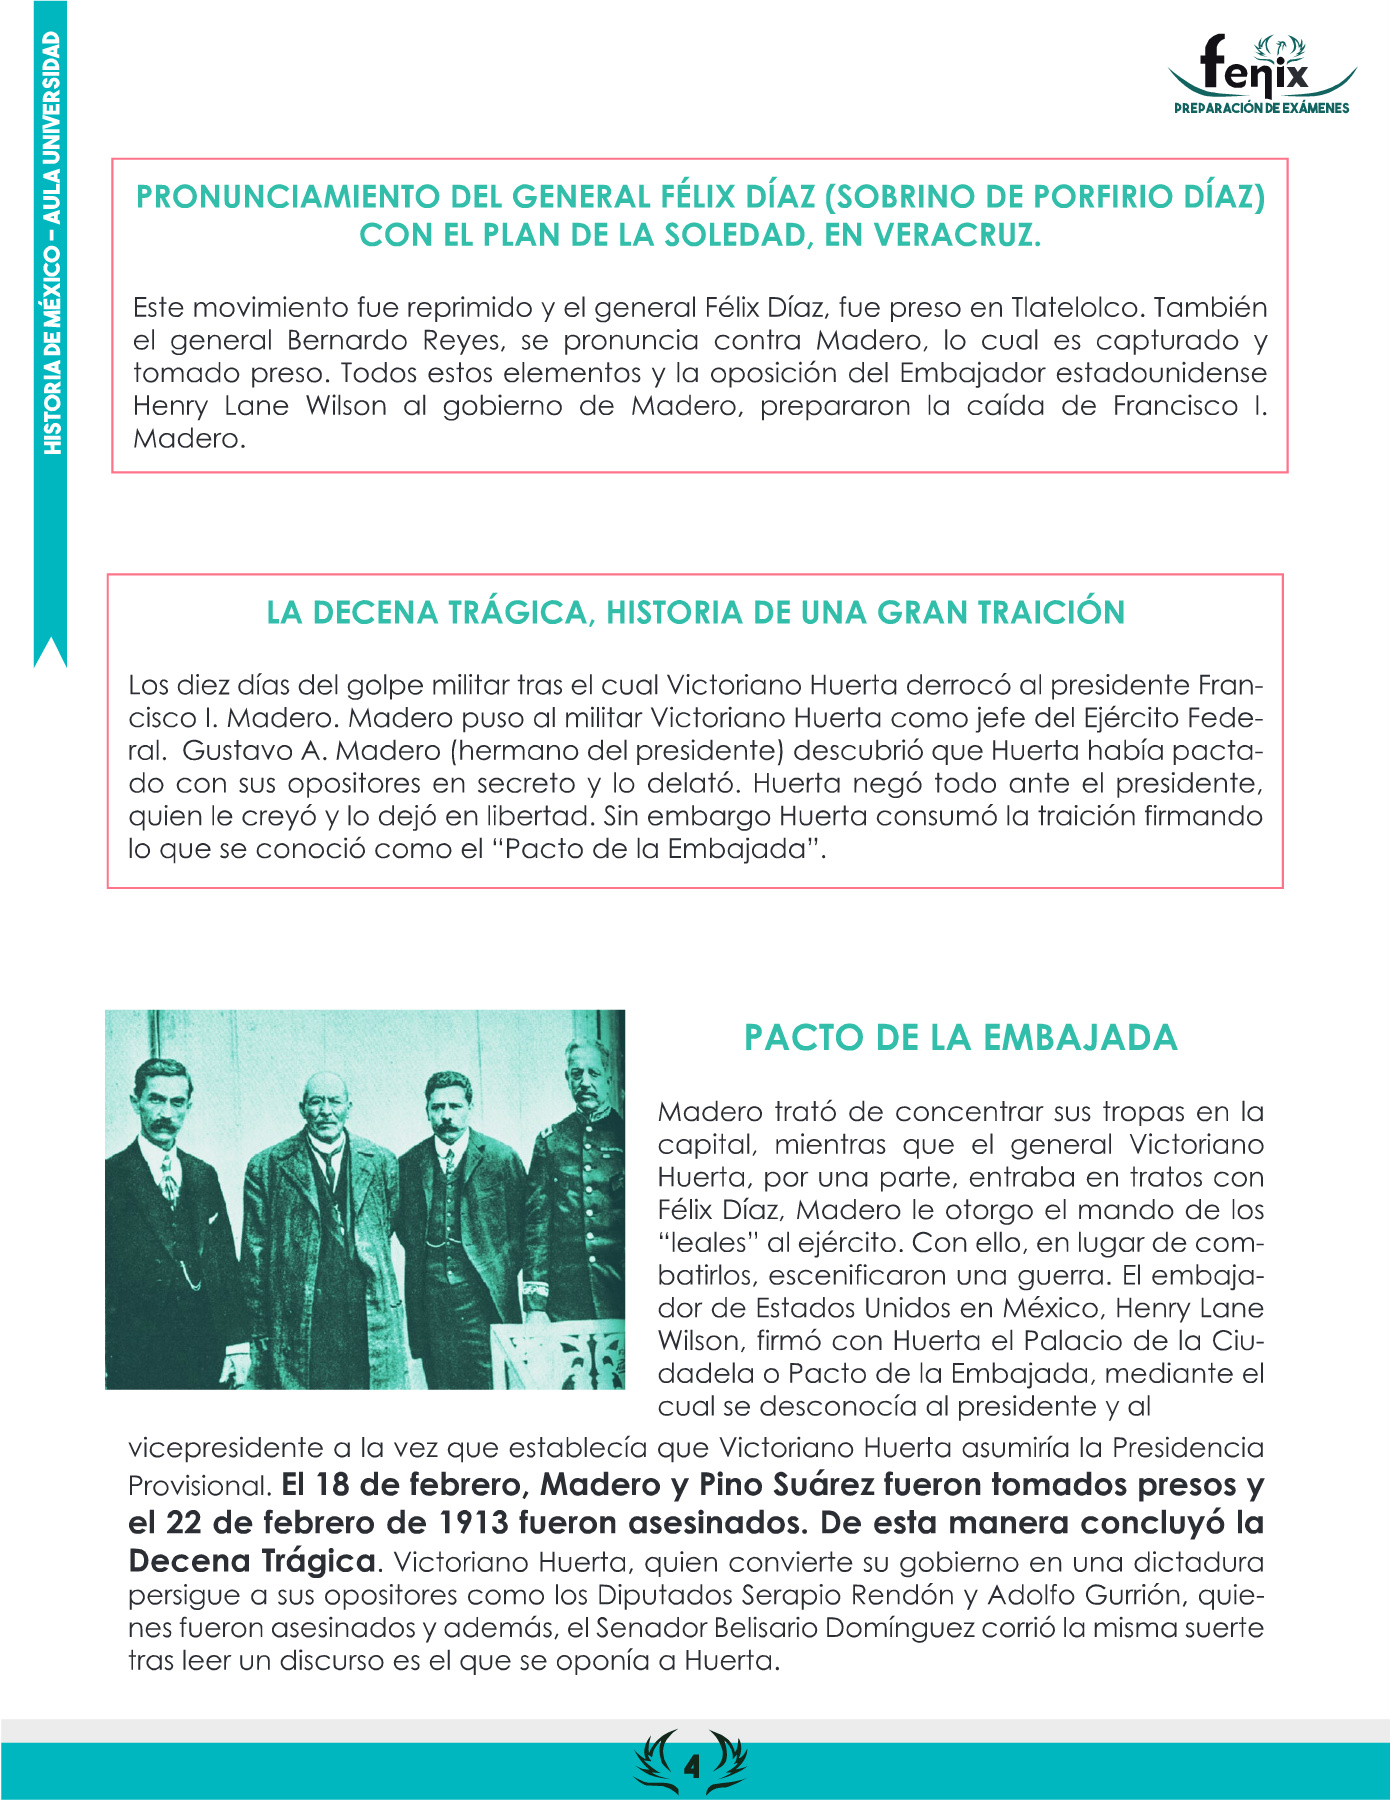 HISTORIA DE MÉXICO - AULA UNIVERSIDAD
fenix
PREPARACIÓN DE EXÁMENES
PRONUNCIAMIENTO DEL GENERAL FÉLIX DÍAZ (SOBRINO DE PORFIRIO DÍAZ)
CON EL PLAN DE LA SOLEDAD, EN VERACRUZ.
Este movimiento fue reprimido y el general Félix Díaz, fue preso en Tlatelolco. También
el general Bernardo Reyes, se pronuncia contra Madero, lo cual es capturado y
tomado preso. Todos estos elementos y la oposición del Embajador estadounidense
Henry Lane Wilson al gobierno de Madero, prepararon la caída de Francisco I.
Madero.
LA DECENA TRÁGICA, HISTORIA DE UNA GRAN TRAICIÓN
Los diez días del golpe militar tras el cual Victoriano Huerta derrocó al presidente Fran-
cisco I. Madero. Madero puso al militar Victoriano Huerta como jefe del Ejército Fede-
ral. Gustavo A. Madero (hermano del presidente) descubrió que Huerta había pacta-
do con sus opositores en secreto y lo delató. Huerta negó todo ante el presidente,
quien le creyó y lo dejó en libertad. Sin embargo Huerta consumó la traición firmando
lo que se conoció como el “Pacto de la Embajada”.
PACTO DE LA EMBAJADA
Madero trató de concentrar sus tropas en la
capital, mientras que el general Victoriano
Huerta, por una parte, entraba en tratos con
Félix Díaz, Madero le otorgo el mando de los
“leales” al ejército. Con ello, en lugar de com-
batirlos, escenificaron una guerra. El embaja-
dor de Estados Unidos en México, Henry Lane
Wilson, firmó con Huerta el Palacio de la Ciu-
dadela o Pacto de la Embajada, mediante el
cual se desconocía al presidente y al
vicepresidente a la vez que establecía que Victoriano Huerta asumiría la Presidencia
Provisional. El 18 de febrero, Madero y Pino Suárez fueron tomados presos y
el 22 de febrero de 1913 fueron asesinados. De esta manera concluyó la
Decena Trágica. Victoriano Huerta, quien convierte su gobierno en una dictadura
persigue a sus opositores como los Diputados Serapio Rendón y Adolfo Gurrión, quie-
nes fueron asesinados y además, el Senador Belisario Domínguez corrió la misma suerte
tras leer un discurso es el que se oponía a Huerta.
4